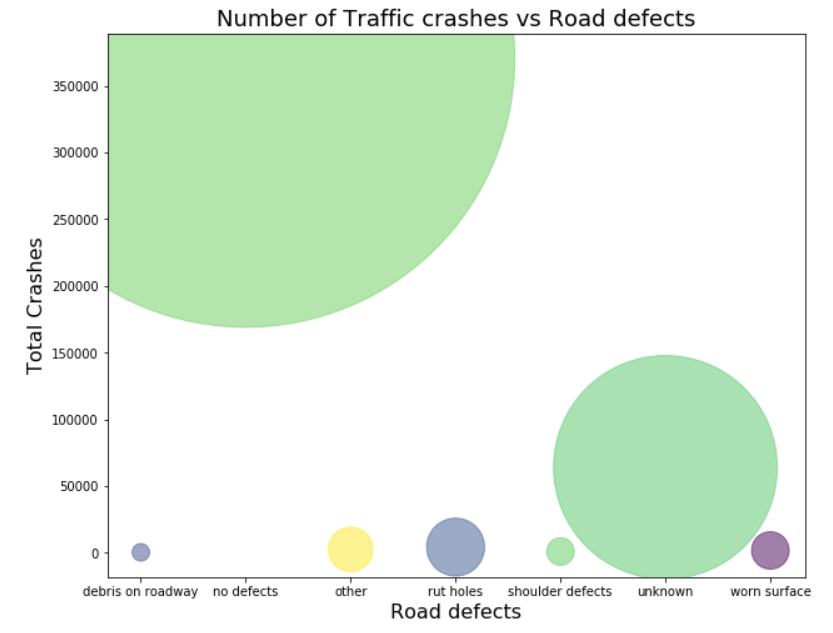 Number of Traffic crashes vs Road defects
350000
300000
250000
200000
150000
100000
50000
0
Total Crashes
debris on roadway no defects other rut holes shoulder defects unknown worn surface
Road defects